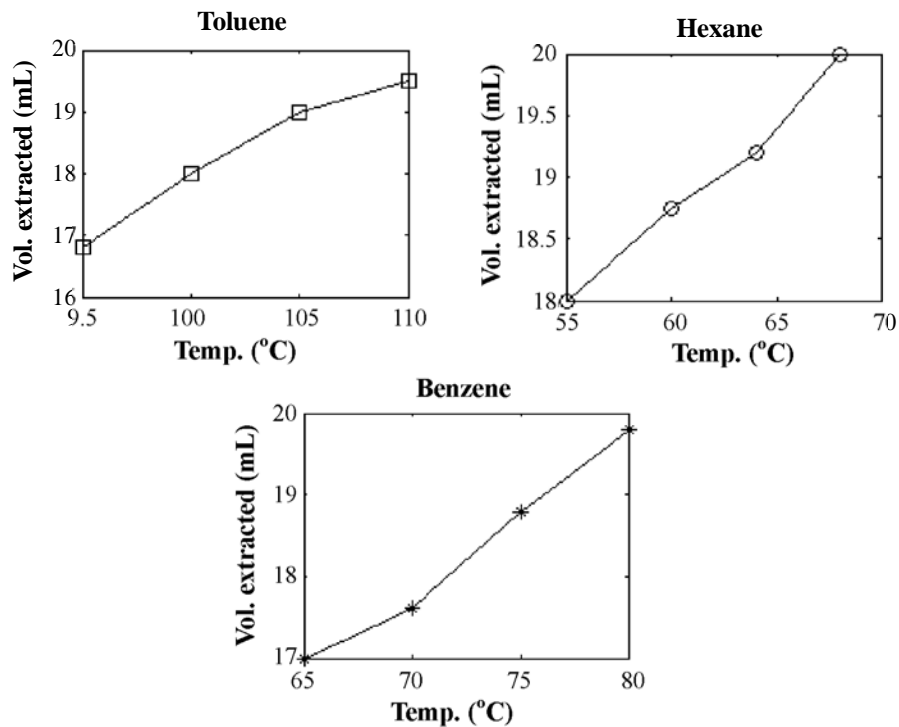 Toluene
Vol. extracted (mL)
20
19
18
17
16
9.5 100 105 110
Temp. (°C)
Hexane
Vol. extracted (mL)
20
19.5
19
18.5
18
55 60 65 70
Temp. (°C)
Benzene
Vol. extracted (mL)
20
19
18
17
65 70 75 80
Temp. (°C)